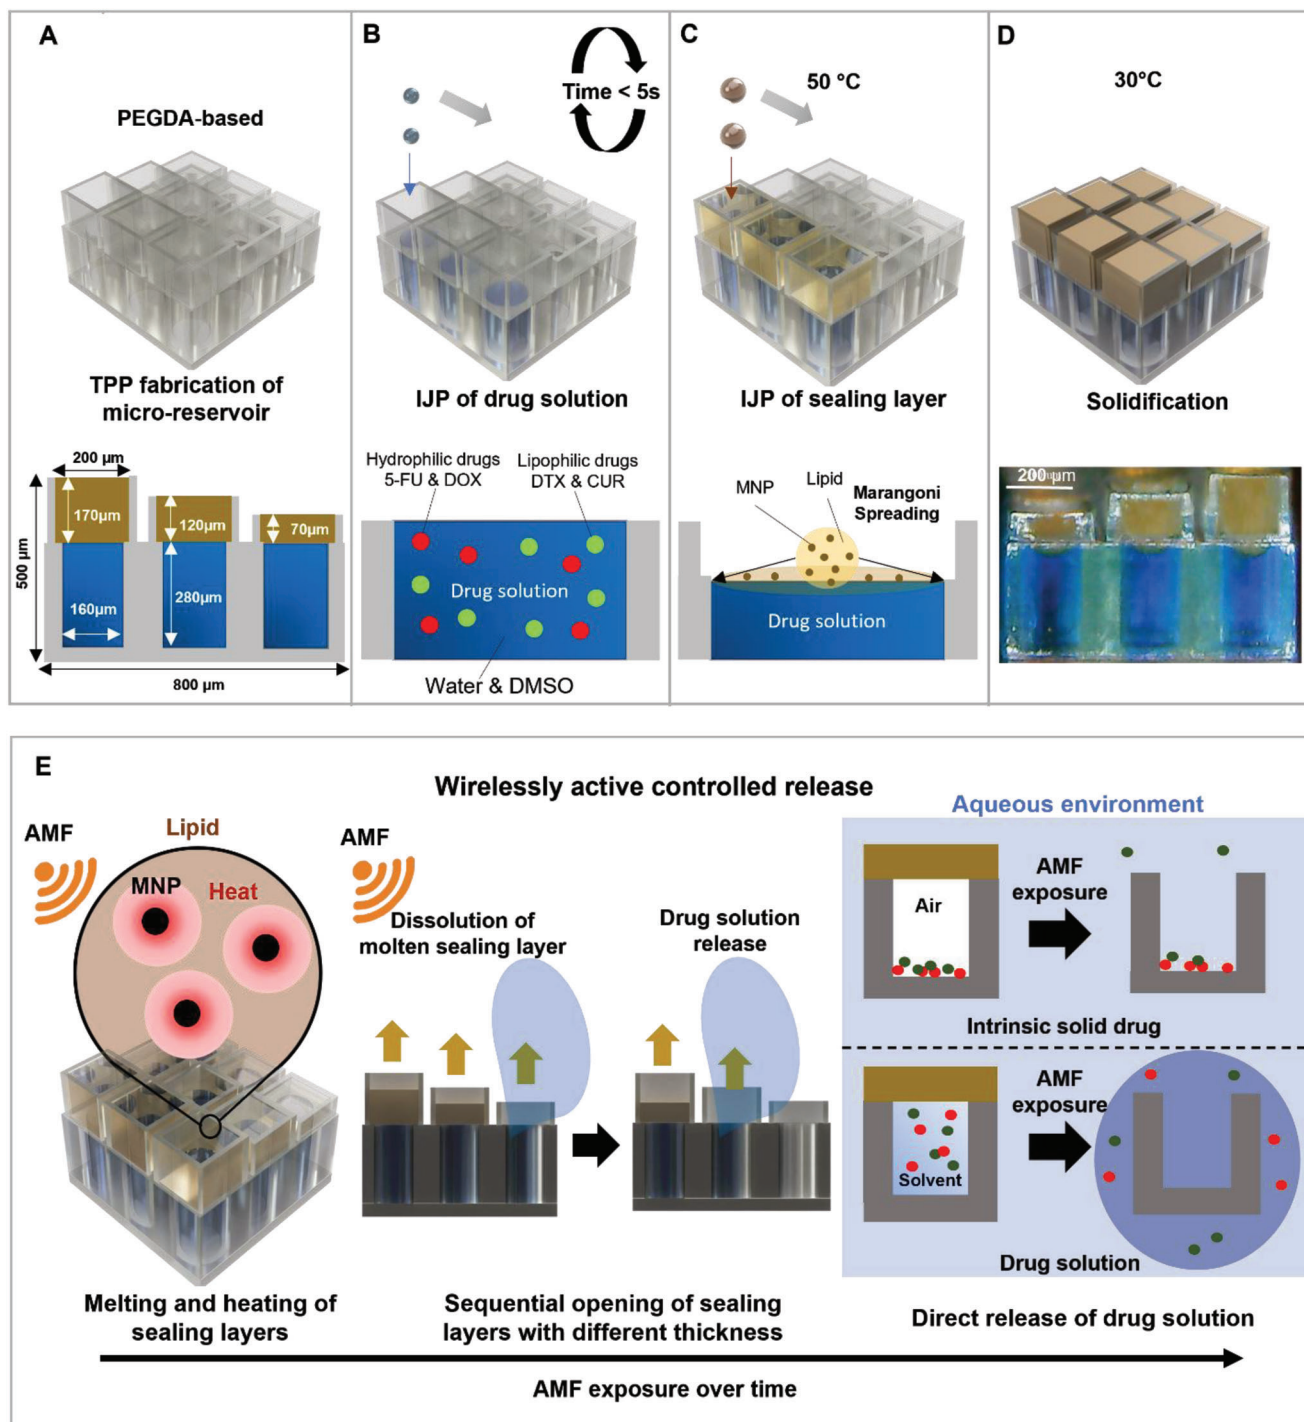 A
PEGDA-based
TPP fabrication of
micro-reservoir
200 μm
170μm
120μm
70μm
500 μm
160μm
280μm
800 μm
B
Time < 5s
IJP of drug solution
Hydrophilic drugs
5-FU & DOX
Lipophilic drugs
DTX & CUR
Drug solution
Water & DMSO
C
50 °C
IJP of sealing layer
MNP
Lipid
Marangoni
Spreading
Drug solution
D
30°C
Solidification
200 μm
E
Wirelessly active controlled release
AMF
Lipid
MNP
Heat
Melting and heating of
sealing layers
AMF
Dissolution of
molten sealing layer
Drug solution
release
Sequential opening of sealing
layers with different thickness
Aqueous environment
Air
AMF
exposure
Intrinsic solid drug
Solvent
AMF
exposure
Drug solution
Direct release of drug solution
AMF exposure over time